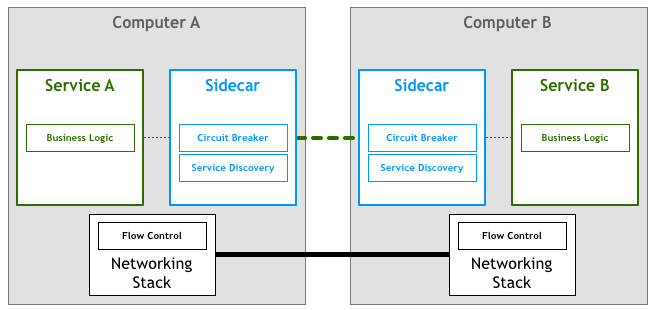 Computer A
Service A
Business Logic
Sidecar
Circuit Breaker
Service Discovery
Flow Control
Networking
Stack
Computer B
Sidecar
Circuit Breaker
Service Discovery
Service B
Business Logic
Flow Control
Networking
Stack